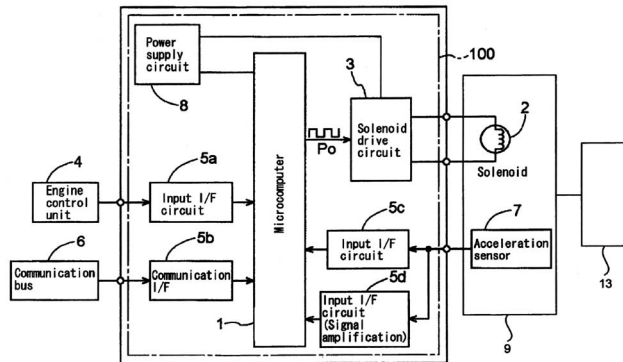 Power
supply
circuit
8
100
3
Solenoid
drive
circuit
Po
2
Solenoid
Microcomputer
4
Engine
control
unit
5a
Input I/F
circuit
6
Communication
bus
5b
Communication
I/F
5c
Input I/F
circuit
7
Acceleration
sensor
5d
Input I/F
circuit
(Signal
amplification)
1
9
13